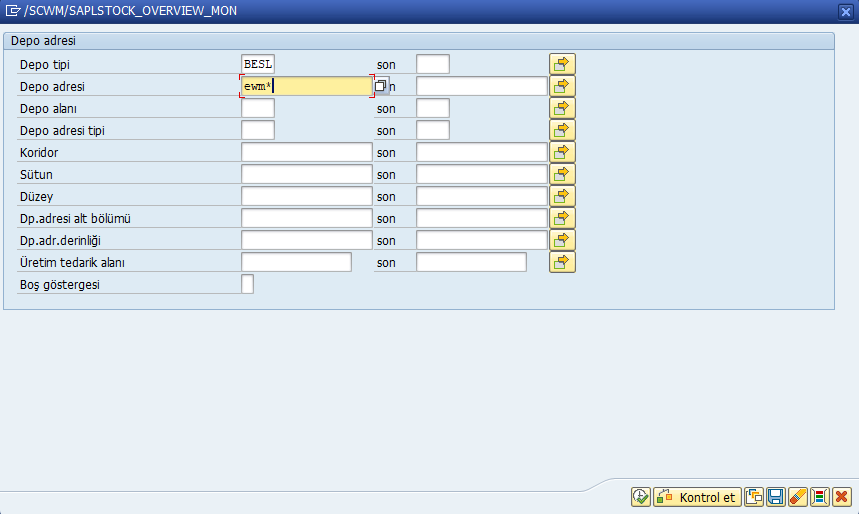 /SCWM/SAPLSTOCK_OVERVIEW_MON
Depo adresi
Depo tipi BESL son
Depo adresi ewm* n
Depo alanı son
Depo adresi tipi son
Koridor son
Sütun son
Düzey son
Dp.adresi alt bölümü son
Dp.adr.derinliği son
Üretim tedarik alanı son
Boş göstergesi
Kontrol et